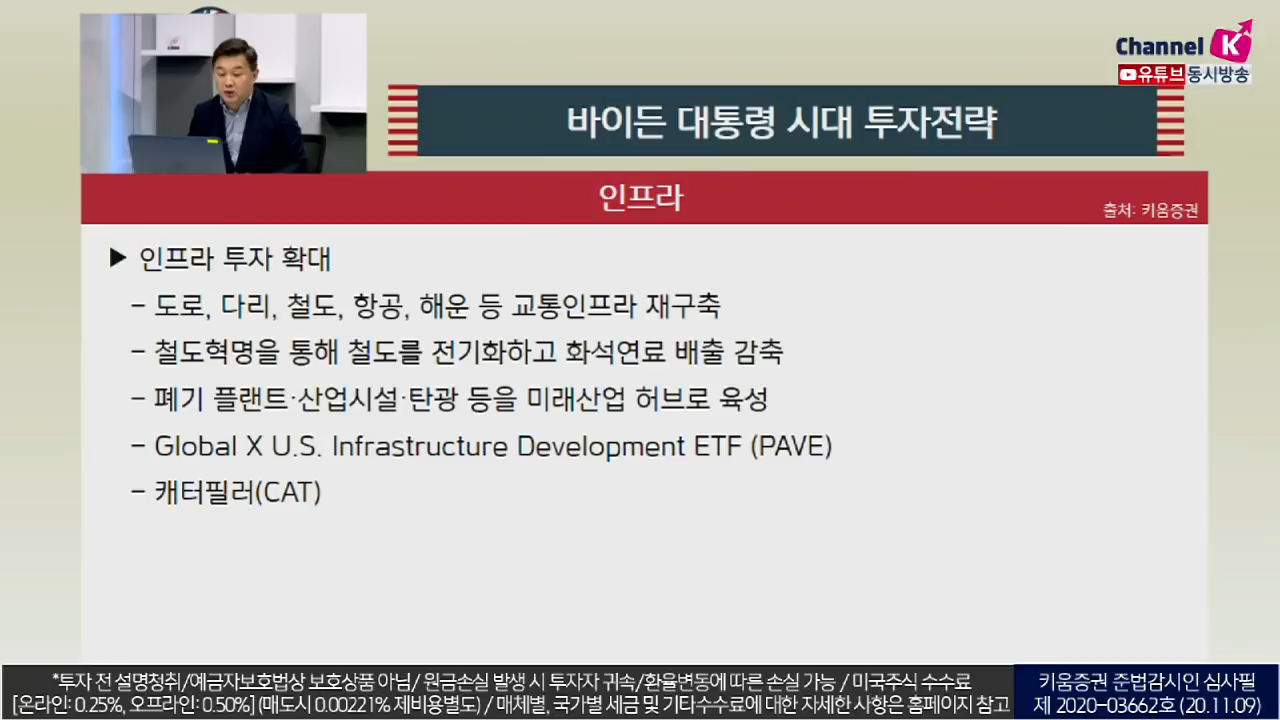 Channel K
유튜브 동시방송
바이든 대통령 시대 투자전략
인프라
출처: 키움증권
▶ 인프라 투자 확대
- 도로, 다리, 철도, 항공, 해운 등 교통인프라 재구축
- 철도혁명을 통해 철도를 전기화하고 화석연료 배출 감축
- 폐기 플랜트·산업시설·탄광 등을 미래산업 허브로 육성
- Global X U.S. Infrastructure Development ETF (PAVE)
- 캐터필러(CAT)
*투자 전 설명청취/예금자보호법상 보호상품 아님/ 원금손실 발생 시 투자자 귀속/환율변동에 따른 손실 가능 / 미국주식 수수료
[온라인: 0.25%, 오프라인: 0.50%] (매도시 0.00221% 제비용별도) / 매체별, 국가별 세금 및 기타수수료에 대한 자세한 사항은 홈페이지 참고
키움증권 준법감시인 심사필
제 2020-03662호 (20.11.09)